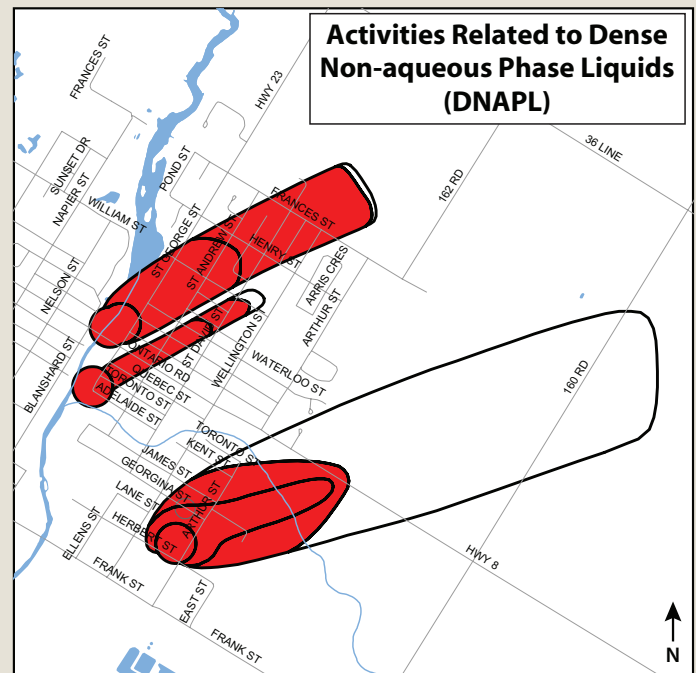 Activities Related to Dense
Non-aqueous Phase Liquids
(DNAPL)
FRANCES ST
HWY 23
36 LINE
SUNSET DR
POND ST
162 RD
NAPIER ST
FRANCES ST
WILLIAM ST
ST GEORGE ST
ST ANDREW ST
HENRY ST
NELSON ST
ARRIS CRES
ARTHUR ST
ST DAVID ST
WELLINGTON ST
BLANSHARD ST
ONTARIO RD
WATERLOO ST
QUEBEC ST
160 RD
TORONTO ST
ADELAIDE ST
TORONTO ST
KENT ST
JAMES ST
GEORGINA ST
LANE ST
ARTHUR ST
HERBERT ST
ELLENS ST
HWY 8
FRANK ST
EAST ST
FRANK ST
N